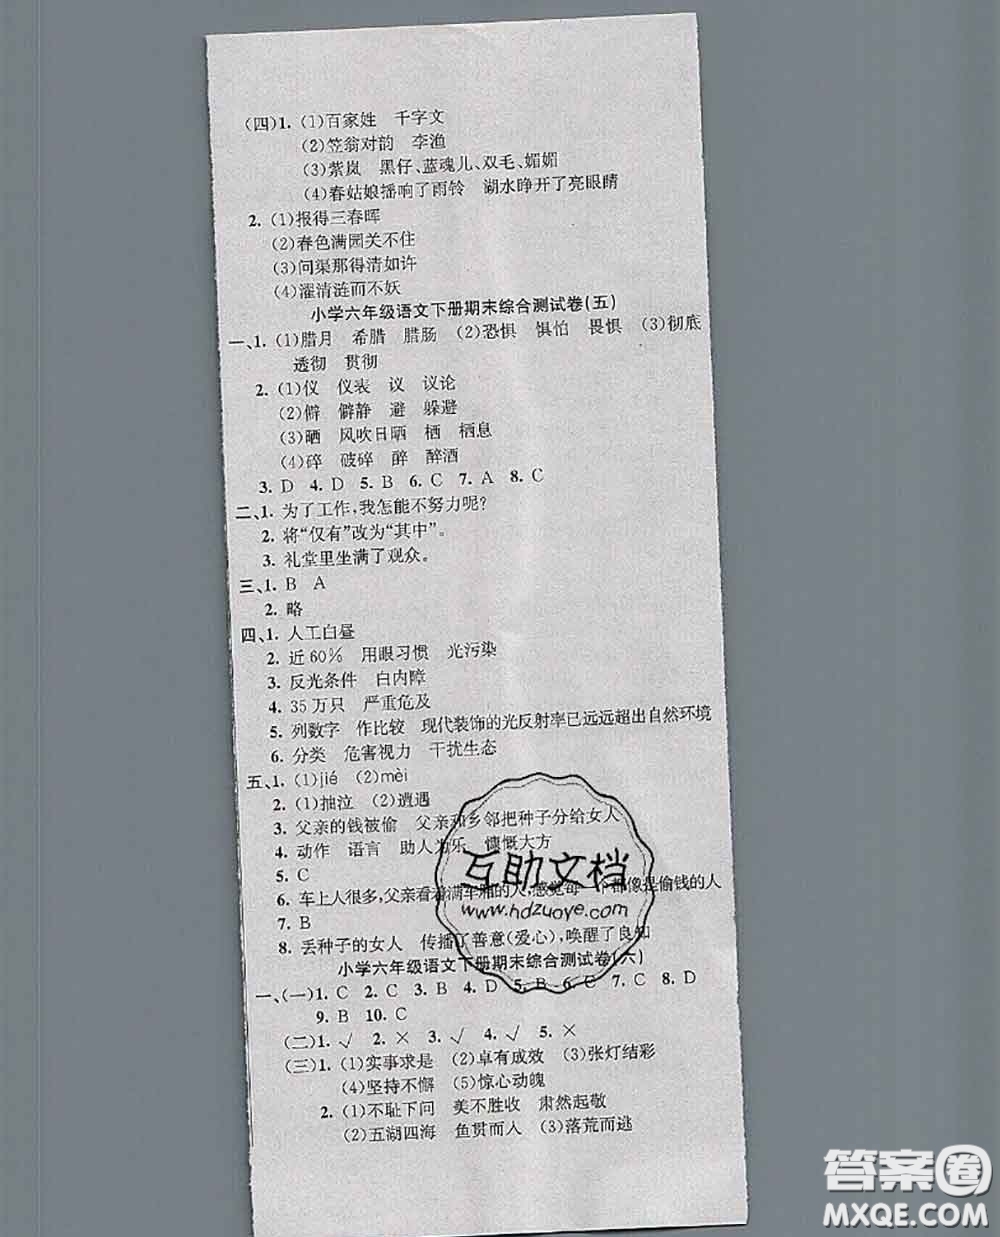 (四)1. (1)百家姓　千字文
(2)笠翁对韵　李渔
(3)紫岚　黑仔、蓝魂儿、双毛、媚媚
(4)春姑娘摇响了雨铃　湖水睁开了亮眼睛
2. (1)报得三春晖
(2)春色满园关不住
(3)问渠那得清如许
(4)濯清涟而不妖
小学六年级语文下册期末综合测试卷(五)
一、1. (1)腊月　希腊　腊肠　(2)恐惧　惧怕　畏惧　(3)彻底
透彻　贯彻
2. (1)仪　仪表　议　议论
(2)僻　僻静　避　躲避
(3)晒　风吹日晒　栖　栖息
(4)碎　破碎　醉　醉酒
3. D　4. D　5. B　6. C　7. A　8. C
二、1. 为了工作,我怎能不努力呢?
2. 将“仅有”改为“其中”。
3. 礼堂里坐满了观众。
三、1. B　A
2. 略
四、1. 人工白昼
2. 近60%　用眼习惯　光污染
3. 反光条件　白内障
4. 35万只　严重危及
5. 列数字　作比较　现代装饰的光反射率已远远超出自然环境
6. 分类　危害视力　干扰生态
五、1. (1)jié　(2)mèi
2. (1)抽泣　(2)遭遇
3. 父亲的钱被偷　父亲和乡邻把种子分给女人
4. 动作　语言　助人为乐　慷慨大方
5. C
6. 车上人很多,父亲看着满车厢的人,感觉每一个都像是偷钱的人
7. B
8. 丢种子的女人　传播了善意(爱心),唤醒了良知
小学六年级语文下册期末综合测试卷(六)
一、(一)1. C　2. C　3. B　4. D　5. B　6. C　7. C　8. D
9. B　10. C
(二)1. √　2. ×　3. √　4. √　5. ×
(三)1. (1)实事求是　(2)卓有成效　(3)张灯结彩
(4)坚持不懈　(5)惊心动魄
2. (1)不耻下问　美不胜收　肃然起敬
(2)五湖四海　鱼贯而入　(3)落荒而逃
互助文档
www.hdzuoye.com
答案圈
MXQE.COM